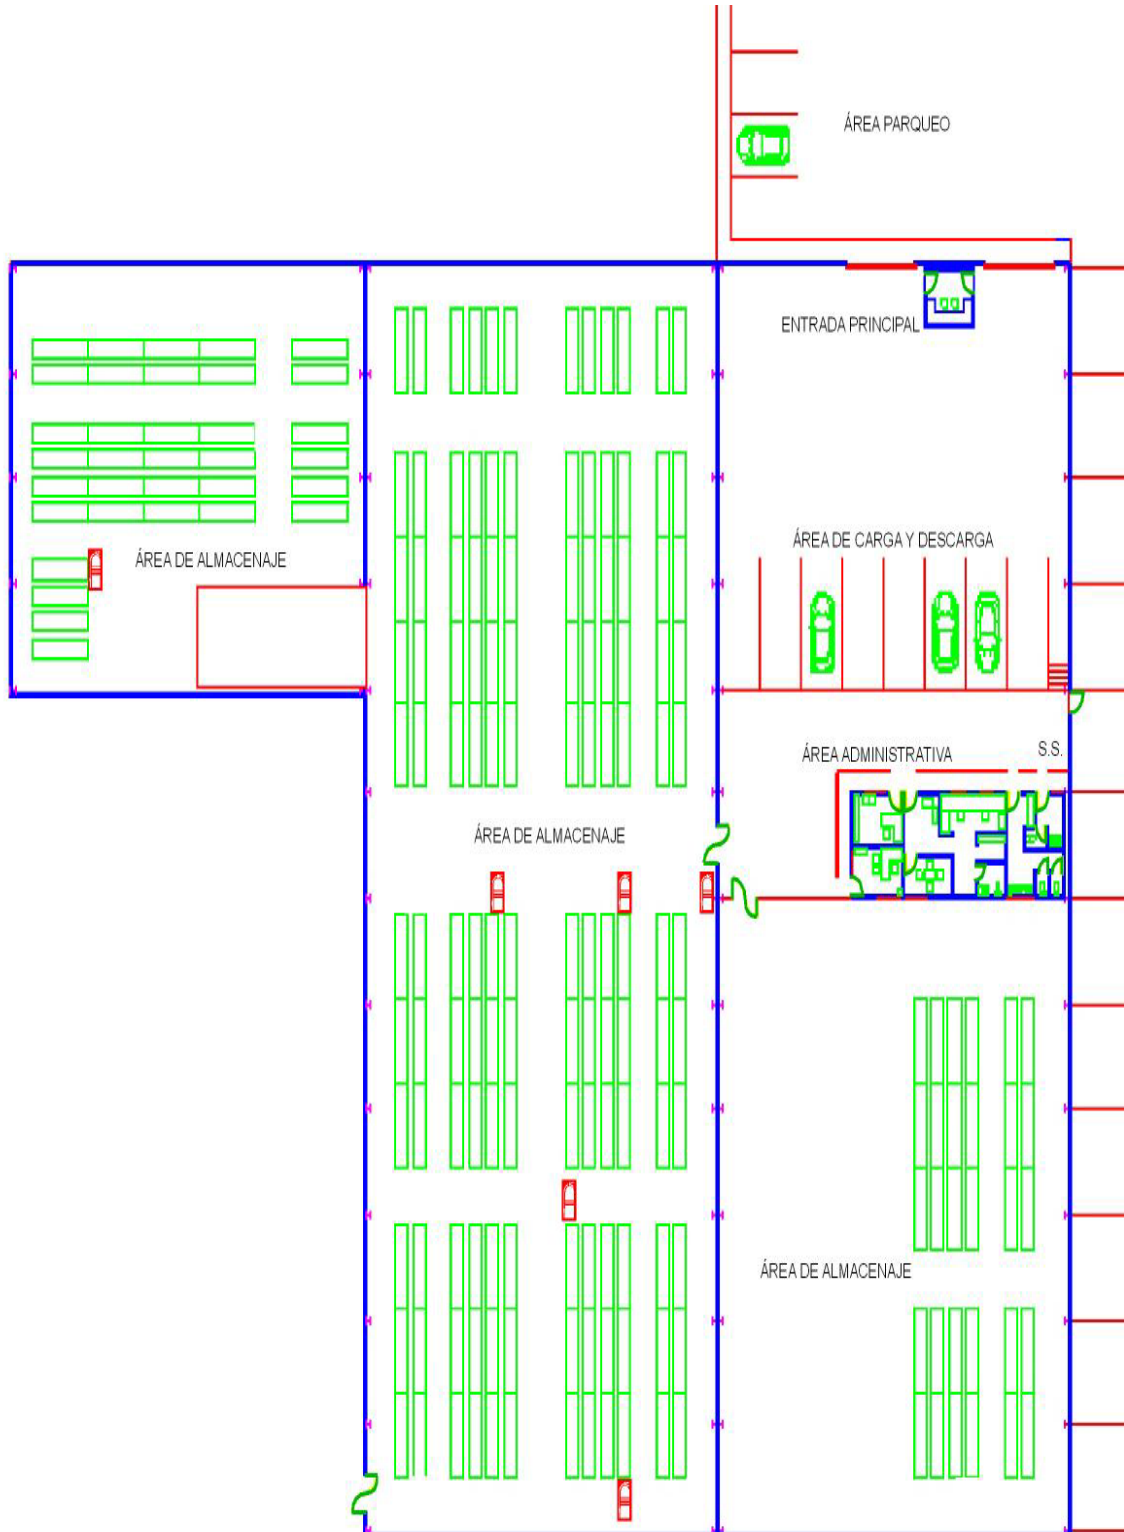 ÁREA PARQUEO
ENTRADA PRINCIPAL
ÁREA DE CARGA Y DESCARGA
ÁREA DE ALMACENAJE
ÁREA ADMINISTRATIVA
S.S.
ÁREA DE ALMACENAJE
ÁREA DE ALMACENAJE